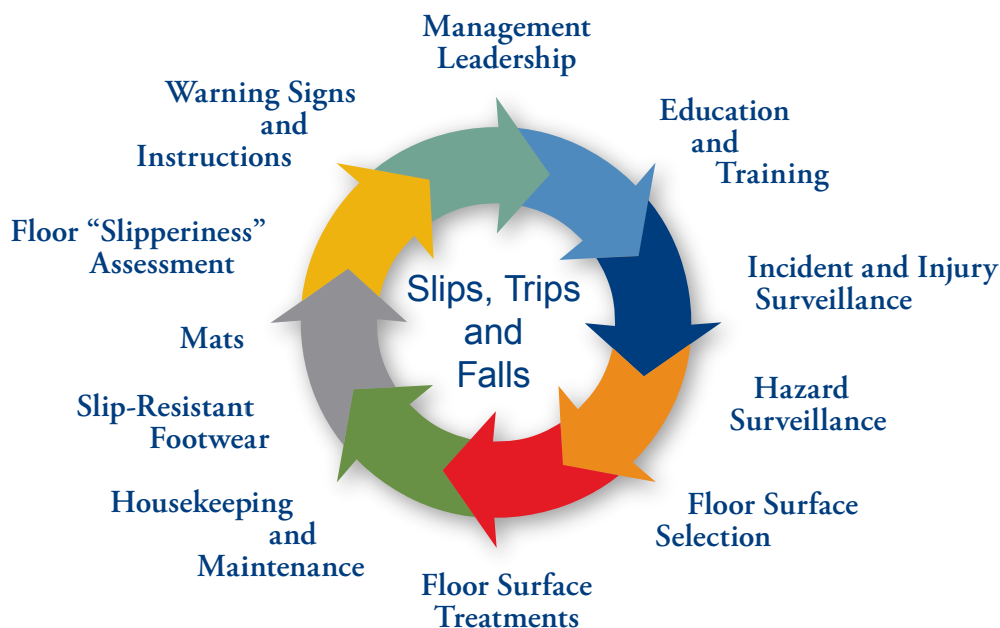 Management
Leadership
Education
and
Training
Incident and Injury
Surveillance
Hazard
Surveillance
Floor Surface
Selection
Floor Surface
Treatments
Housekeeping
and
Maintenance
Slip-Resistant
Footwear
Mats
Floor “Slipperiness”
Assessment
Warning Signs
and
Instructions
Slips, Trips
and
Falls